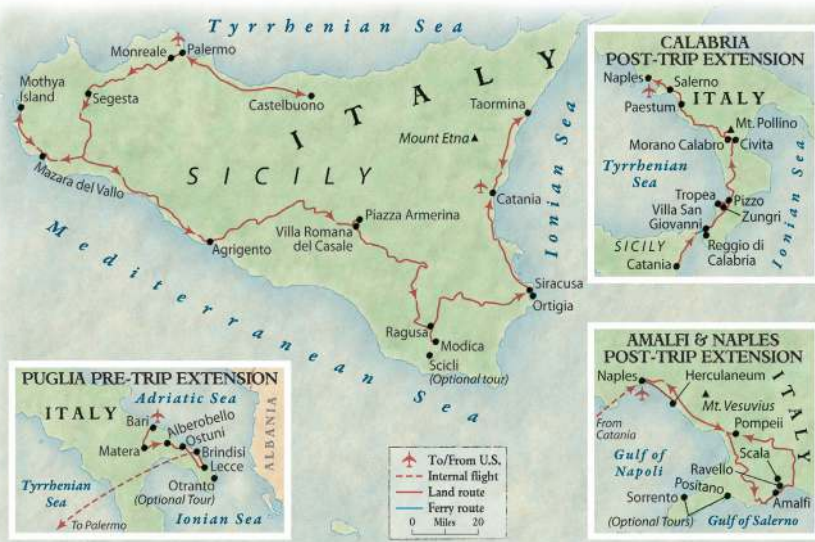 Tyrrhenian Sea
Monreale
Palermo
Mothya
Island
Segesta
Castelbuono
ITALY
Taormina
Mount Etna
SICILY
Mazara del Vallo
Catania
Ionian Sea
Piazza Armerina
Villa Romana
del Casale
Agrigento
Mediterranean Sea
Siracusa
Ortigia
Ragusa
Modica
Scicli
(Optional tour)
CALABRIA
POST-TRIP EXTENSION
Naples
Salerno
Paestum
ITALY
Mt. Pollino
Morano Calabro
Civita
Tyrrhenian
Sea
Tropea
Pizzo
Villa San
Giovanni
Zungri
Reggio di
Calabria
SICILY
Catania
Ionian Sea
PUGLIA PRE-TRIP EXTENSION
ITALY
Adriatic Sea
Bari
Alberobello
Ostuni
Brindisi
Matera
Lecce
Otranto
(Optional Tour)
ALBANIA
Tyrrhenian
Sea
Ionian Sea
To Palermo
To/From U.S.
Internal flight
Land route
Ferry route
0 Miles 20
AMALFI & NAPLES
POST-TRIP EXTENSION
Naples
Herculaneum
ITALY
Mt. Vesuvius
From
Catania
Pompeii
Gulf of
Napoli
Scala
Ravello
Positano
Sorrento
Amalfi
(Optional Tours)
Gulf of Salerno